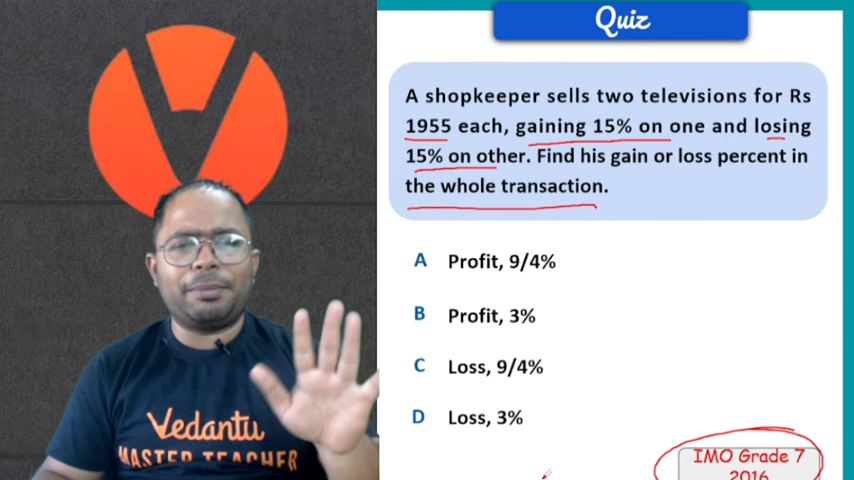 Quiz
A shopkeeper sells two televisions for Rs
1955 each, gaining 15% on one and losing
15% on other. Find his gain or loss percent in
the whole transaction.
A Profit, 9/4%
B Profit, 3%
C Loss, 9/4%
D Loss, 3%
IMO Grade 7
2016
Vedantu
MASTER TEACHER